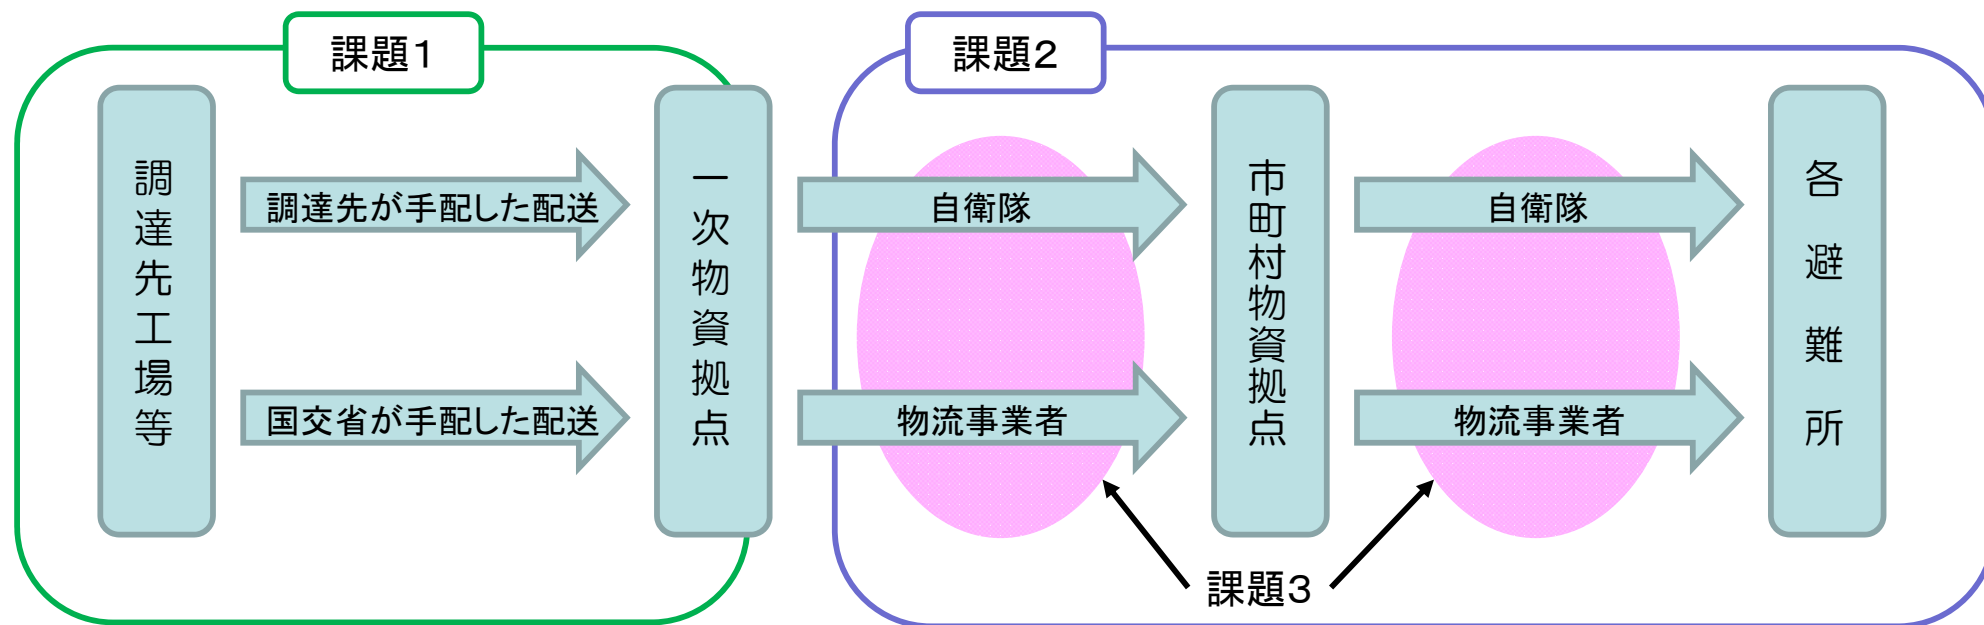 課題1
課題2
調達先工場等
調達先が手配した配送
国交省が手配した配送
一次物資拠点
自衛隊
物流事業者
市町村物資拠点
自衛隊
物流事業者
各避難所
課題3